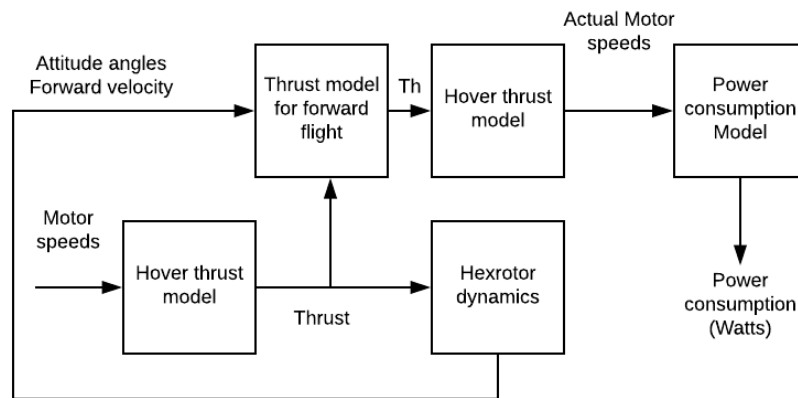 Attitude angles
Forward velocity
Thrust model
for forward
flight
Th
Hover thrust
model
Actual Motor
speeds
Power
consumption
Model
Motor
speeds
Hover thrust
model
Thrust
Hexrotor
dynamics
Power
consumption
(Watts)